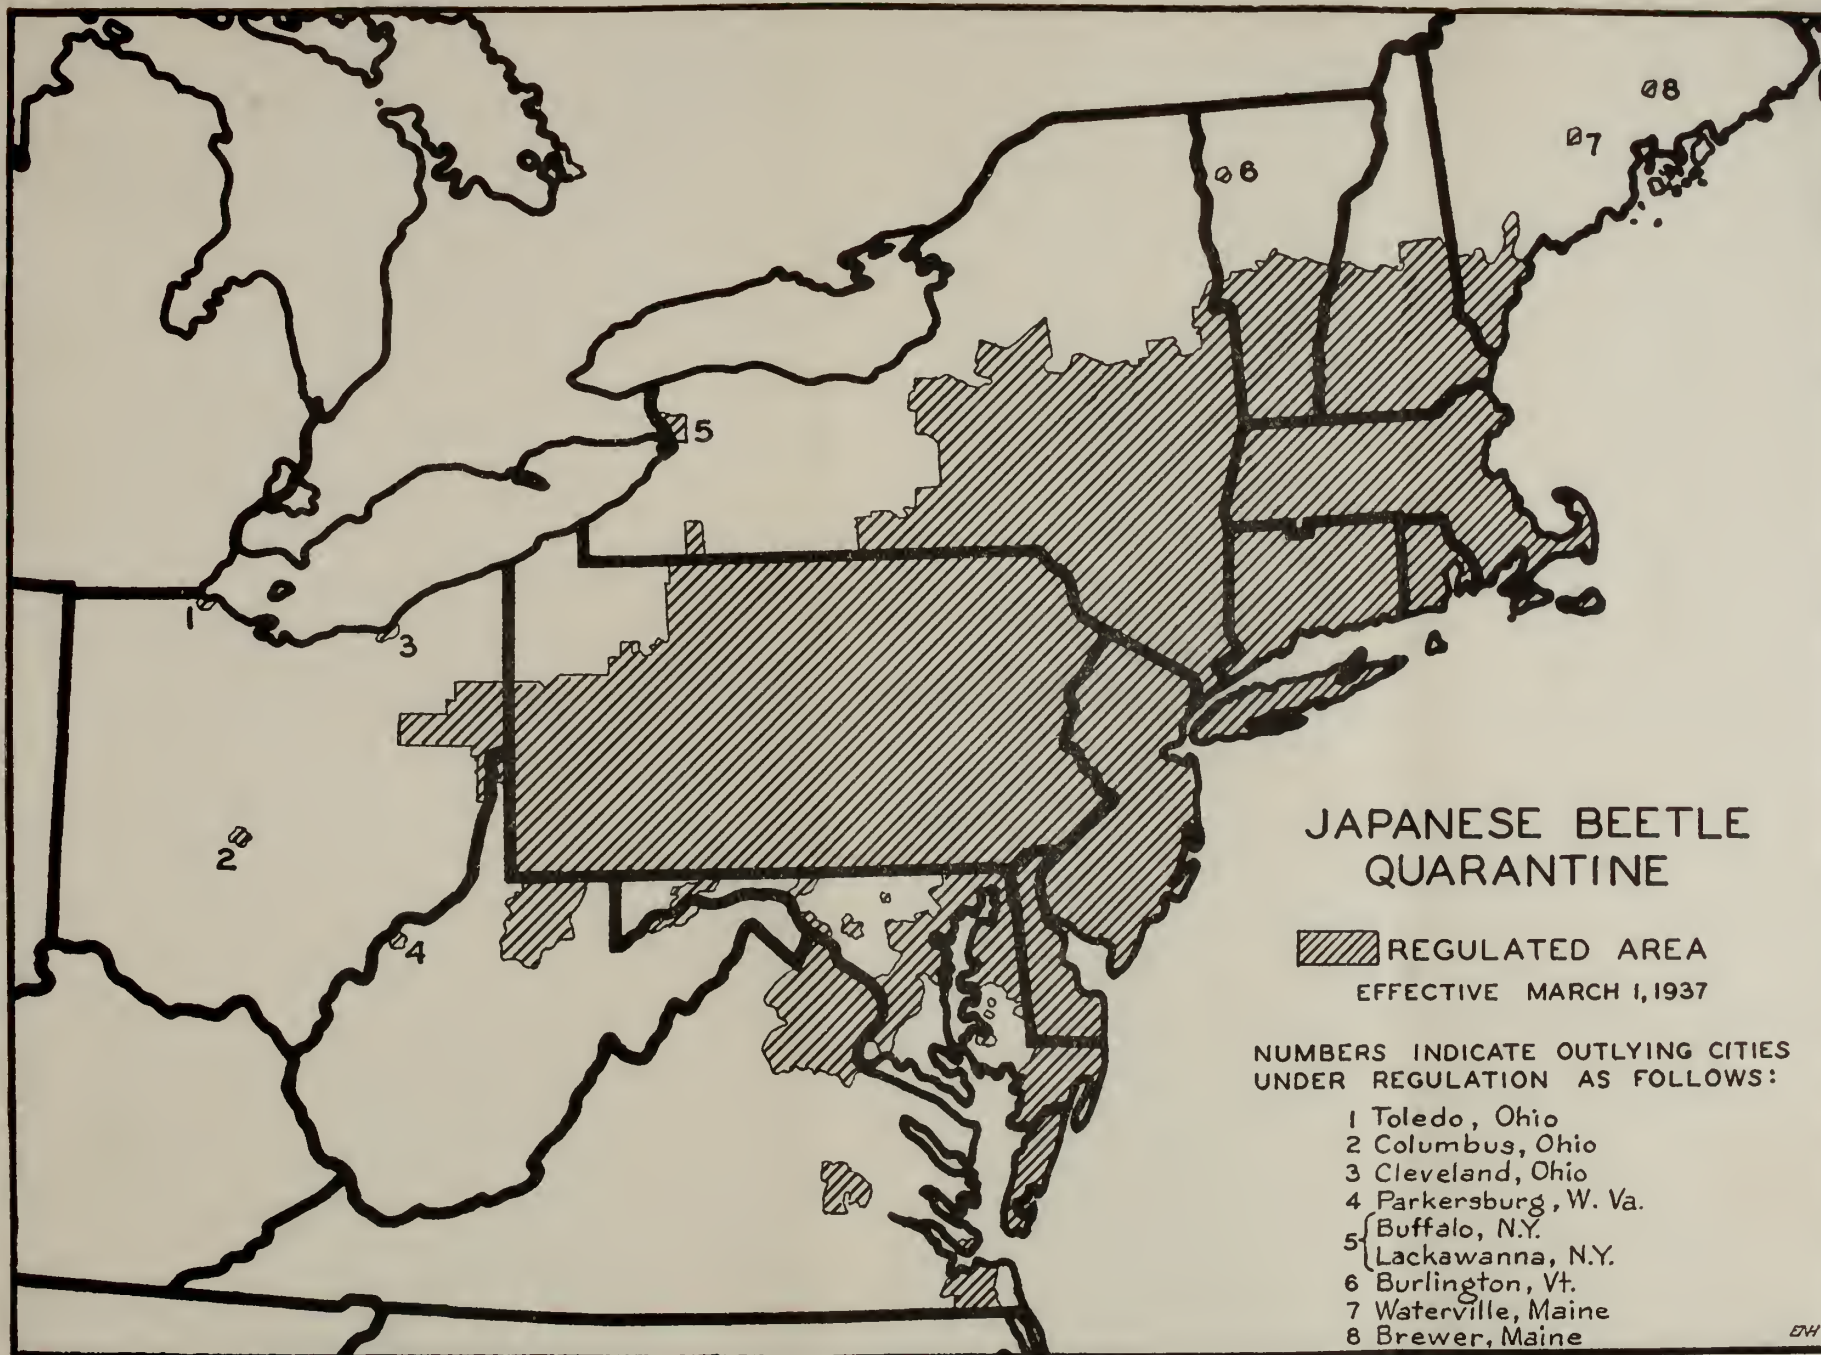 8
7
8
5
1
3
2
4
JAPANESE BEETLE
QUARANTINE
REGULATED AREA
EFFECTIVE MARCH 1, 1937
NUMBERS INDICATE OUTLYING CITIES
UNDER REGULATION AS FOLLOWS:
1 Toledo, Ohio
2 Columbus, Ohio
3 Cleveland, Ohio
4 Parkersburg, W. Va.
5 { Buffalo, N.Y.
Lackawanna, N.Y.
6 Burlington, Vt.
7 Waterville, Maine
8 Brewer, Maine